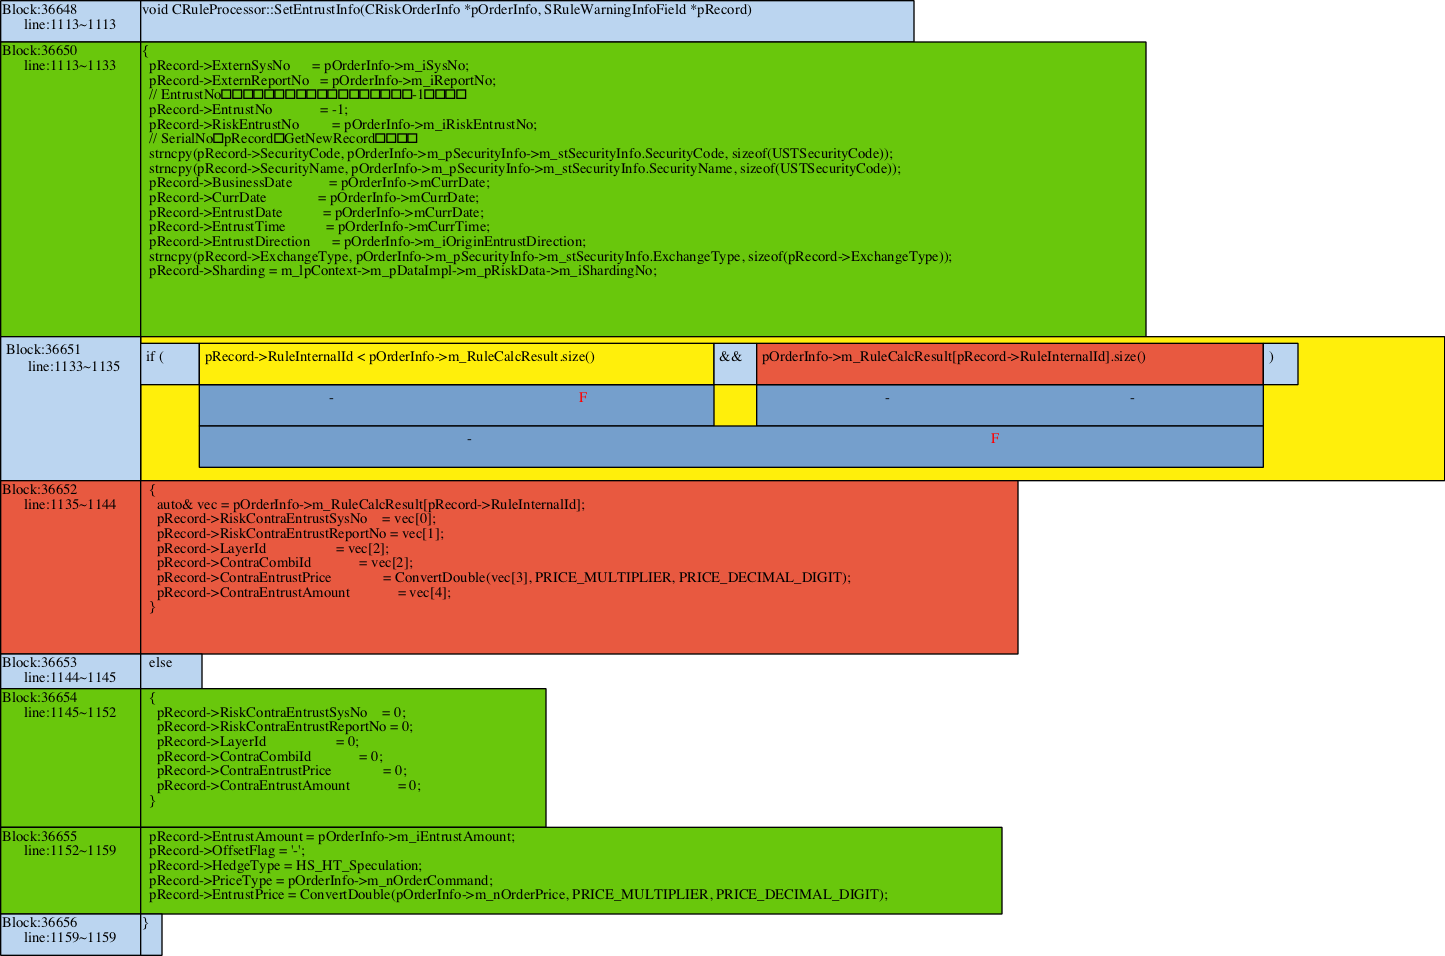 Block:36648
line:1113~1113
void CRuleProcessor::SetEntrustInfo(CRiskOrderInfo *pOrderInfo, SRuleWarningInfoField *pRecord)
Block:36650
line:1113~1133
{
pRecord->ExternSysNo = pOrderInfo->m_iSysNo;
pRecord->ExternReportNo = pOrderInfo->m_iReportNo;
// EntrustNo□□□□□□□□□□□□□□□□□□-1□□□□
pRecord->EntrustNo = -1;
pRecord->RiskEntrustNo = pOrderInfo->m_iRiskEntrustNo;
// SerialNo□pRecord□GetNewRecord□□□□
strncpy(pRecord->SecurityCode, pOrderInfo->m_pSecurityInfo->m_stSecurityInfo.SecurityCode, sizeof(USTSecurityCode));
strncpy(pRecord->SecurityName, pOrderInfo->m_pSecurityInfo->m_stSecurityInfo.SecurityName, sizeof(USTSecurityCode));
pRecord->BusinessDate = pOrderInfo->mCurrDate;
pRecord->CurrDate = pOrderInfo->mCurrDate;
pRecord->EntrustDate = pOrderInfo->mCurrDate;
pRecord->EntrustTime = pOrderInfo->mCurrTime;
pRecord->EntrustDirection = pOrderInfo->m_iOriginEntrustDirection;
strncpy(pRecord->ExchangeType, pOrderInfo->m_pSecurityInfo->m_stSecurityInfo.ExchangeType, sizeof(pRecord->ExchangeType));
pRecord->Sharding = m_lpContext->m_pDataImpl->m_pRiskData->m_iShardingNo;
Block:36651
line:1133~1135
if ( pRecord->RuleInternalId < pOrderInfo->m_RuleCalcResult.size() && pOrderInfo->m_RuleCalcResult[pRecord->RuleInternalId].size() )
- F - -
- F
Block:36652
line:1135~1144
{
auto& vec = pOrderInfo->m_RuleCalcResult[pRecord->RuleInternalId];
pRecord->RiskContraEntrustSysNo = vec[0];
pRecord->RiskContraEntrustReportNo = vec[1];
pRecord->LayerId = vec[2];
pRecord->ContraCombiId = vec[2];
pRecord->ContraEntrustPrice = ConvertDouble(vec[3], PRICE_MULTIPLIER, PRICE_DECIMAL_DIGIT);
pRecord->ContraEntrustAmount = vec[4];
}
Block:36653
line:1144~1145
else
Block:36654
line:1145~1152
{
pRecord->RiskContraEntrustSysNo = 0;
pRecord->RiskContraEntrustReportNo = 0;
pRecord->LayerId = 0;
pRecord->ContraCombiId = 0;
pRecord->ContraEntrustPrice = 0;
pRecord->ContraEntrustAmount = 0;
}
Block:36655
line:1152~1159
pRecord->EntrustAmount = pOrderInfo->m_iEntrustAmount;
pRecord->OffsetFlag = '-';
pRecord->HedgeType = HS_HT_Speculation;
pRecord->PriceType = pOrderInfo->m_nOrderCommand;
pRecord->EntrustPrice = ConvertDouble(pOrderInfo->m_nOrderPrice, PRICE_MULTIPLIER, PRICE_DECIMAL_DIGIT);
Block:36656
line:1159~1159
}